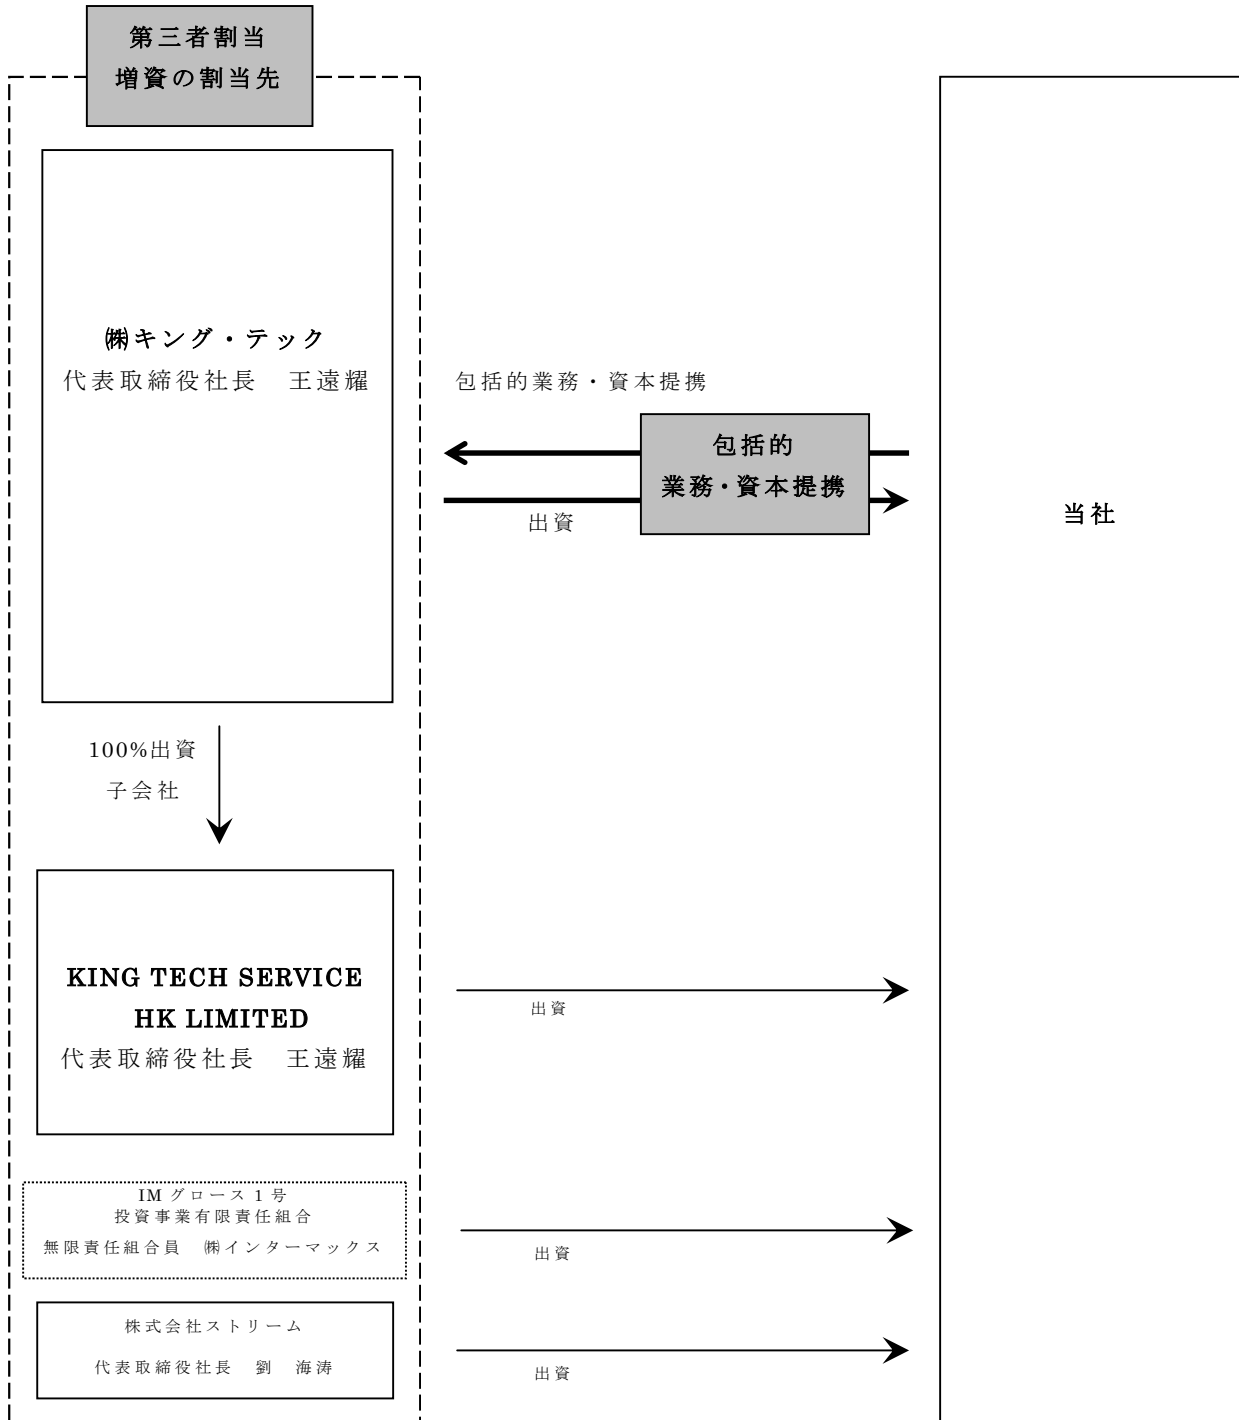 第三者割当
増資の割当先
㈱キング・テック
代表取締役社長　王遠耀
包括的業務・資本提携
包括的
業務・資本提携
出資
当社
100%出資
子会社
KING TECH SERVICE
HK LIMITED
代表取締役社長　王遠耀
出資
IM グロース 1 号
投資事業有限責任組合
無限責任組合員　㈱インターマックス
出資
株式会社ストリーム
代表取締役社長　劉　海涛
出資